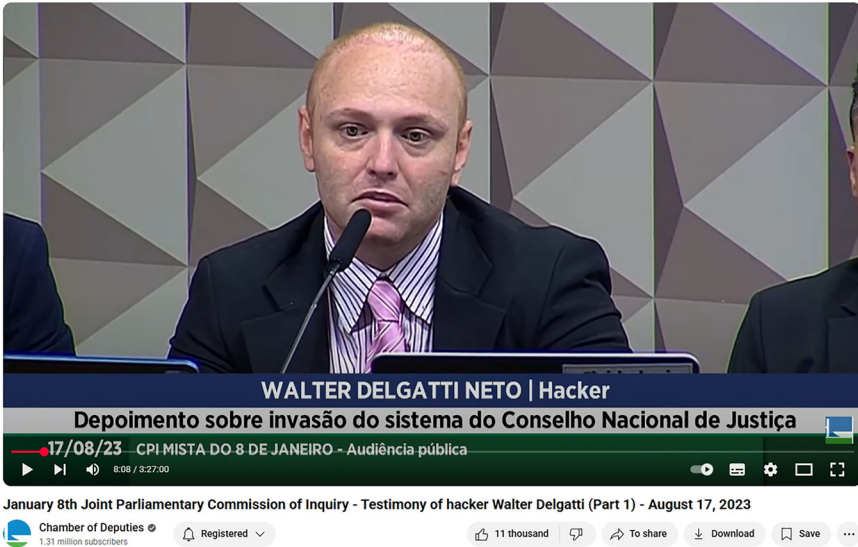 WALTER DELGATTI NETO | Hacker
Depoimento sobre invasão do sistema do Conselho Nacional de Justiça
17/08/23 CPI MISTA DO 8 DE JANEIRO - Audiência pública
8:08 / 3:27:00
January 8th Joint Parliamentary Commission of Inquiry - Testimony of hacker Walter Delgatti (Part 1) - August 17, 2023
Chamber of Deputies
1.31 million subscribers
Registered
11 thousand
To share
Download
Save